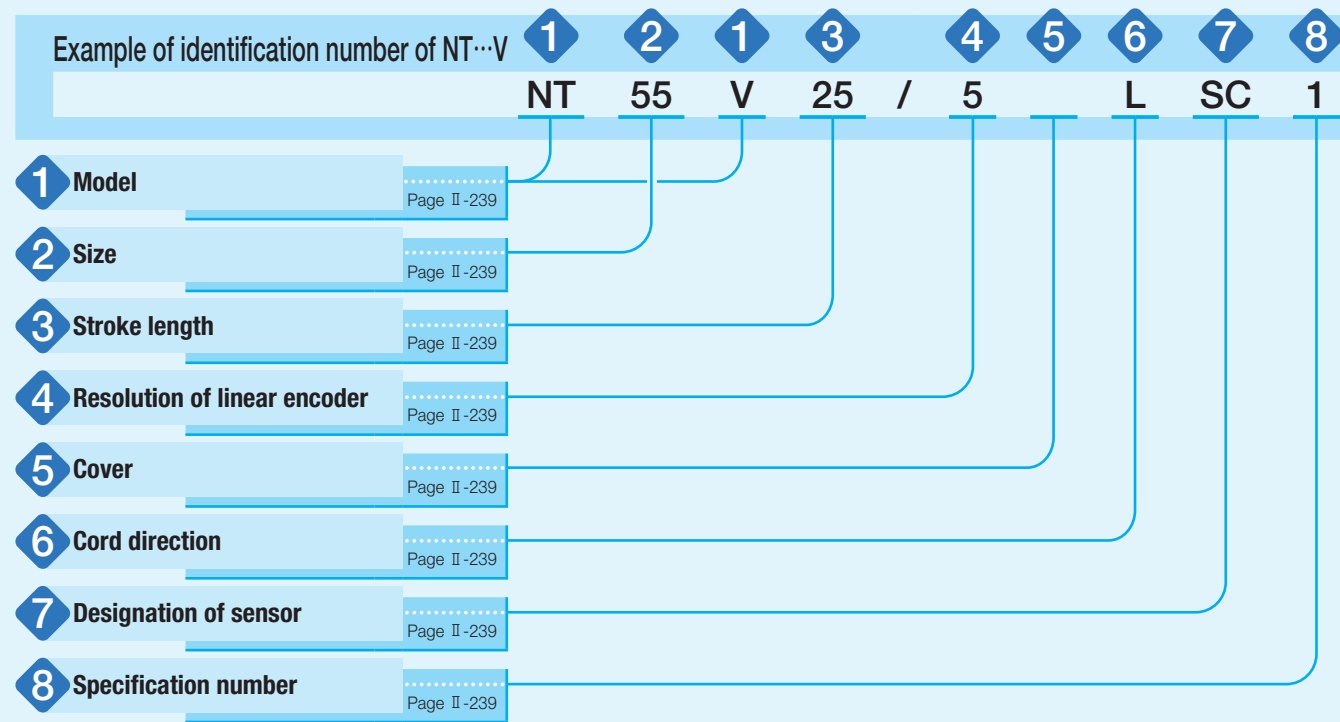 1 2 1 3 4 5 6 7 8
Example of identification number of NT···V
NT 55 V 25 / 5 L SC 1
1 Model
Page Ⅱ-239
2 Size
Page Ⅱ-239
3 Stroke length
Page Ⅱ-239
4 Resolution of linear encoder
Page Ⅱ-239
5 Cover
Page Ⅱ-239
6 Cord direction
Page Ⅱ-239
7 Designation of sensor
Page Ⅱ-239
8 Specification number
Page Ⅱ-239